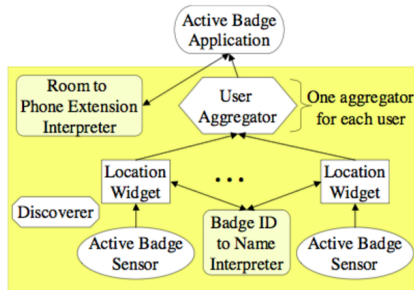 Active Badge
Application
Room to
Phone Extension
Interpreter
User
Aggregator
One aggregator
for each user
Location
Widget
• • •
Location
Widget
Discoverer
Badge ID
to Name
Interpreter
Active Badge
Sensor
Active Badge
Sensor